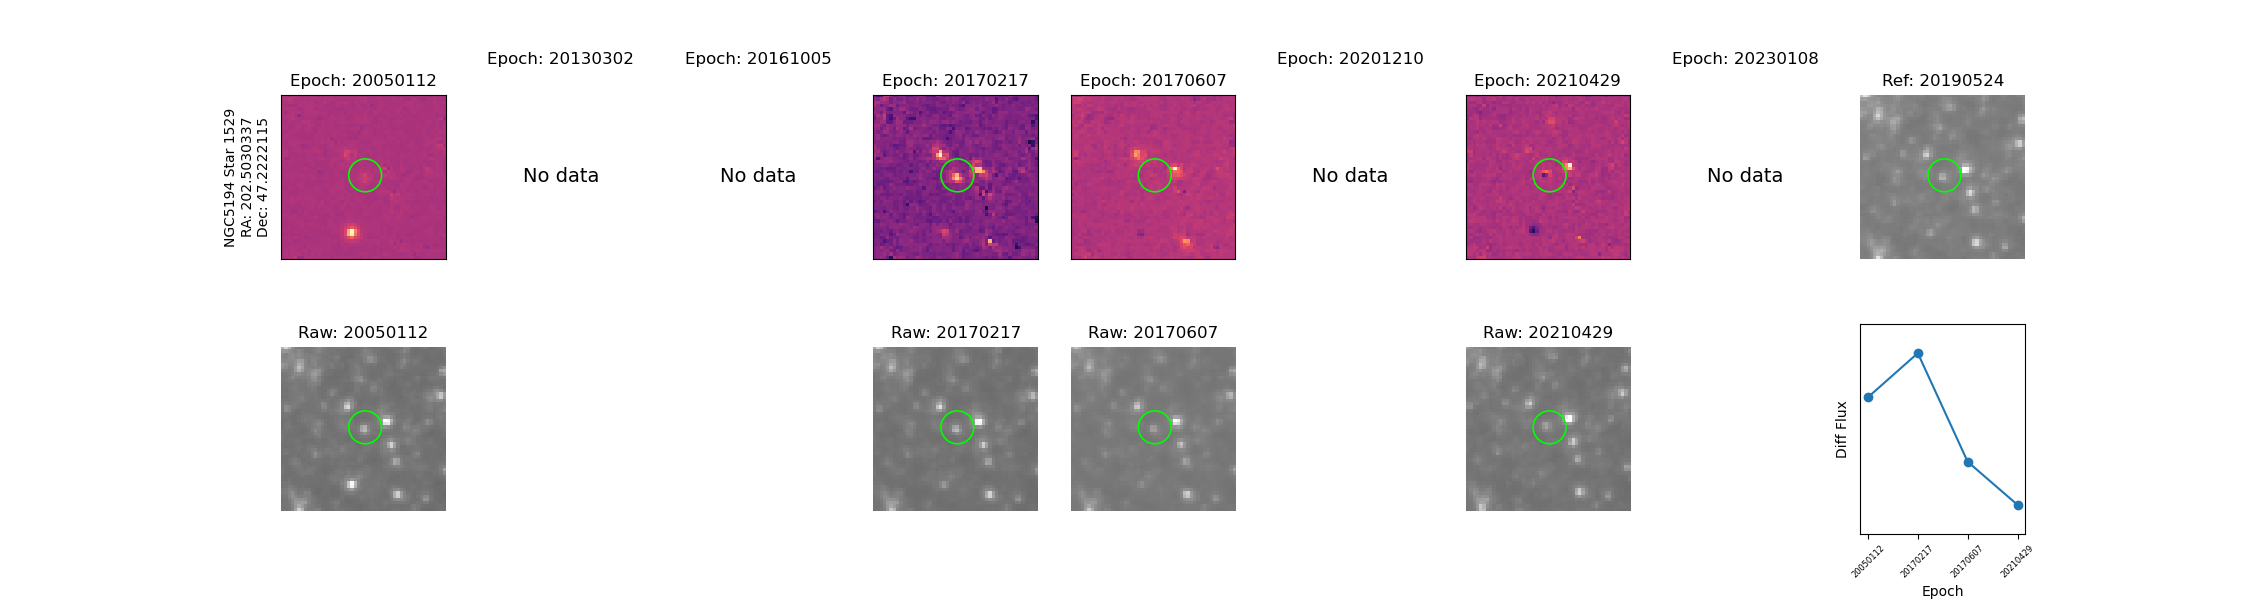 Epoch: 20130302
Epoch: 20161005
Epoch: 20201210
Epoch: 20230108
Epoch: 20050112
Epoch: 20170217
Epoch: 20170607
Epoch: 20210429
Ref: 20190524
NGC5194 Star 1529
RA: 202.5030337
Dec: 47.2222115
No data
No data
No data
No data
Raw: 20050112
Raw: 20170217
Raw: 20170607
Raw: 20210429
Diff Flux
20050112
20170217
20170607
20210429
Epoch